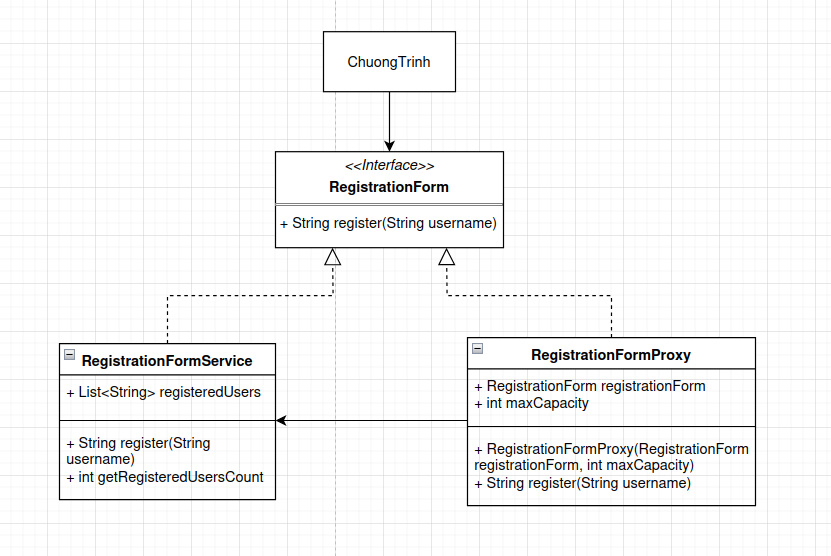 ChuongTrinh
<<Interface>>
RegistrationForm
+ String register(String username)
RegistrationFormService
+ List<String> registeredUsers
+ String register(String
username)
+ int getRegisteredUsersCount
RegistrationFormProxy
+ RegistrationForm registrationForm
+ int maxCapacity
+ RegistrationFormProxy(RegistrationForm
registrationForm, int maxCapacity)
+ String register(String username)